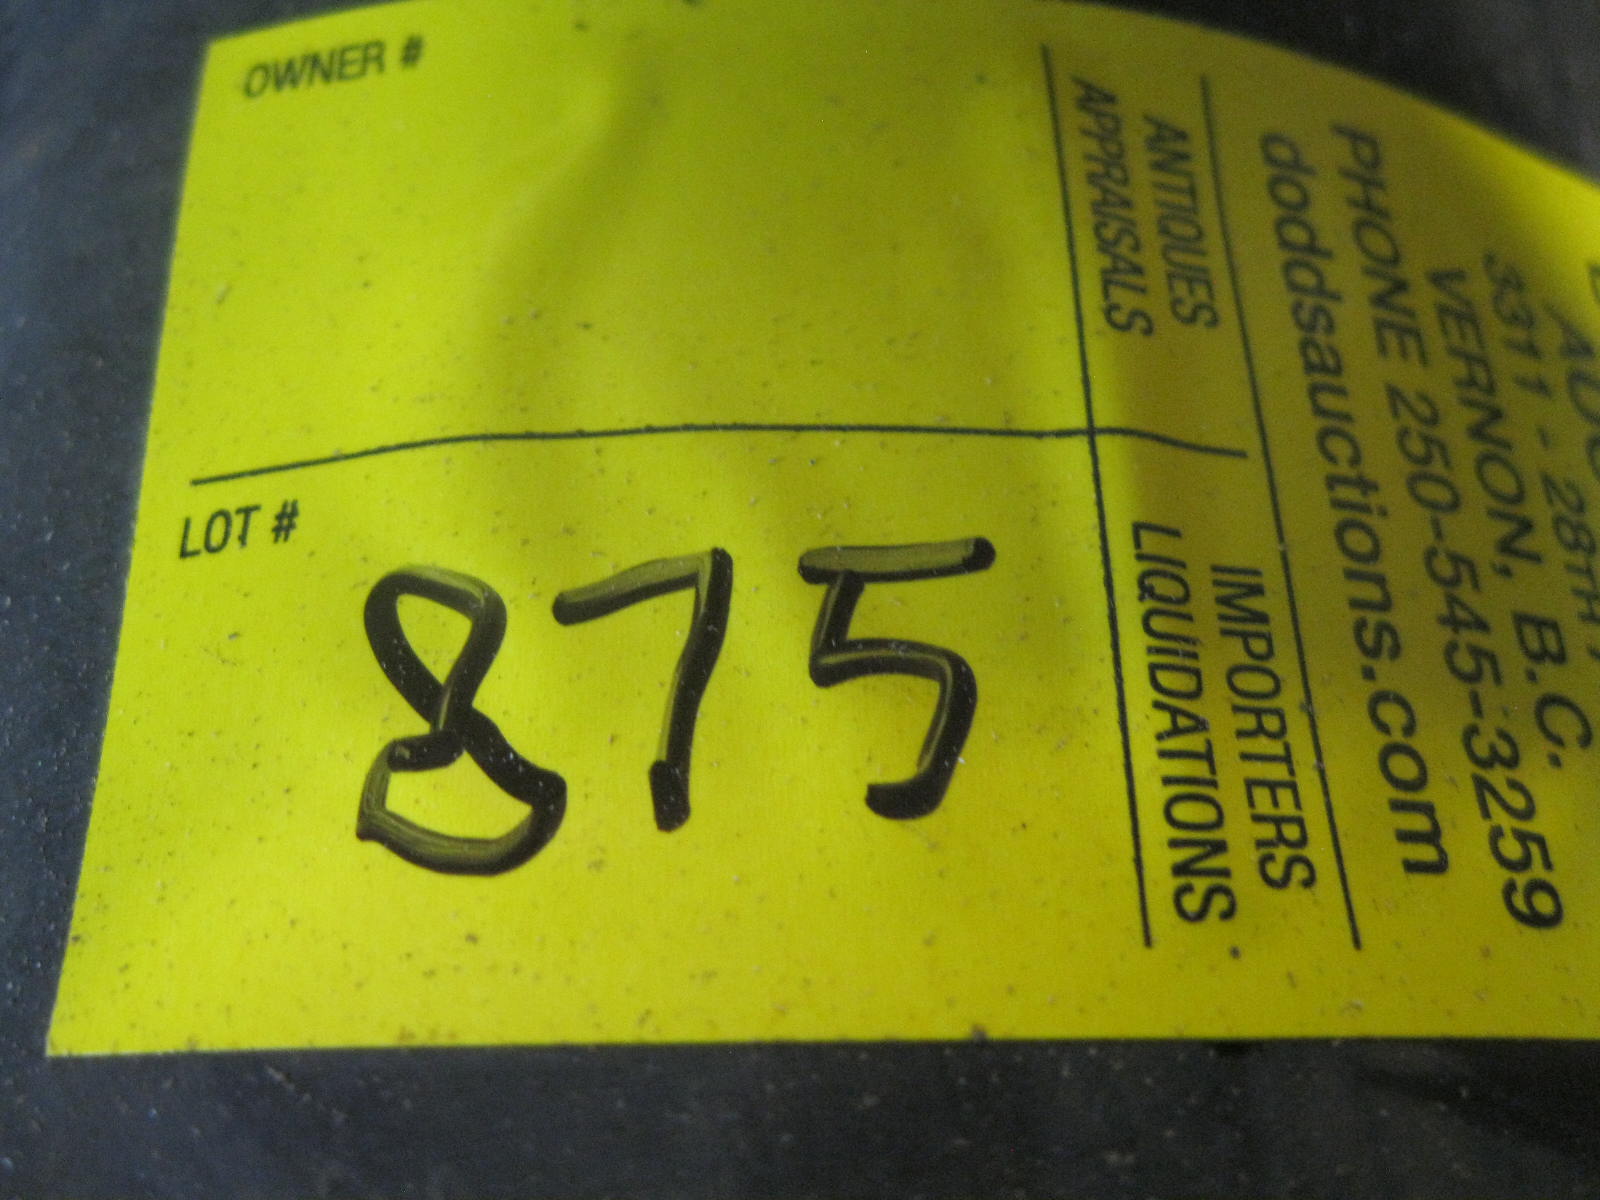 OWNER #
LOT #
875
3311 - 28TH
VERNON, B.C.
PHONE 250-545-3259
doddsauctions.com
ANTIQUES IMPORTERS
APPRAISALS LIQUIDATIONS